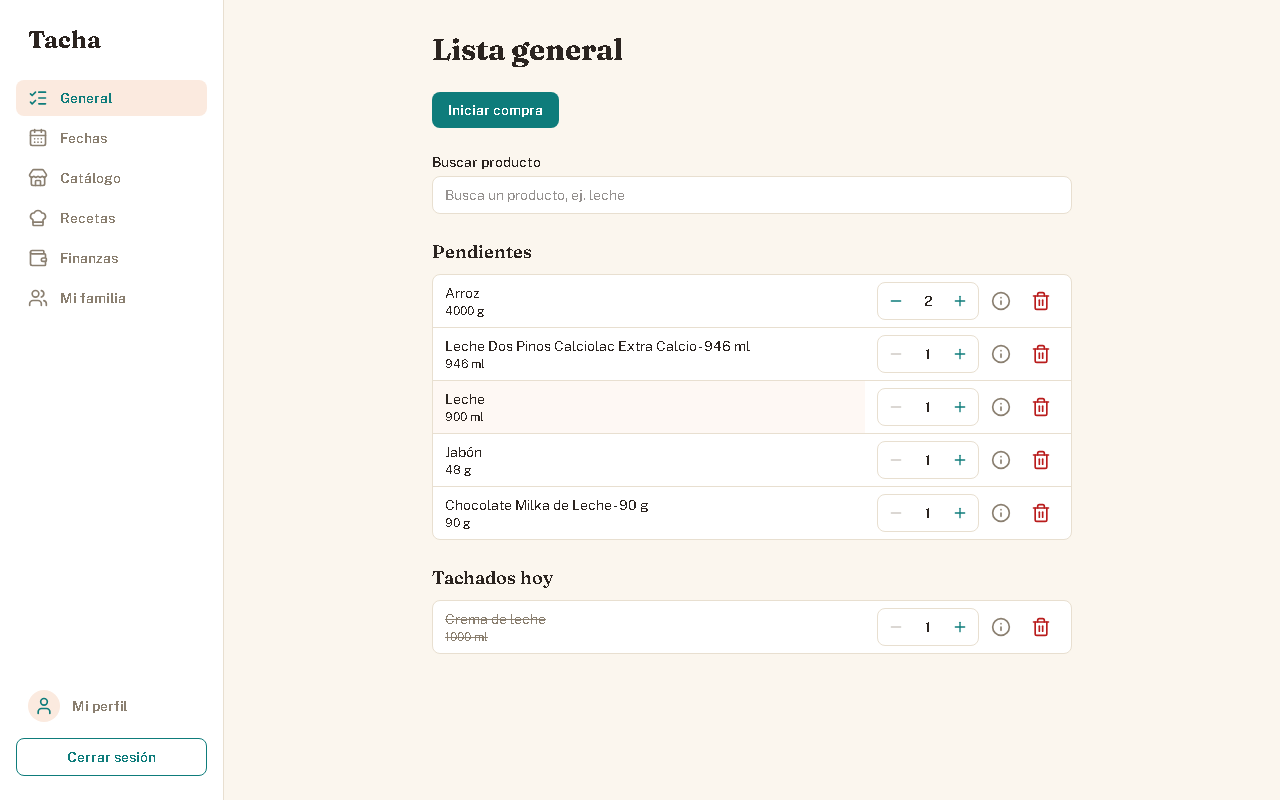 Tacha
General
Fechas
Catálogo
Recetas
Finanzas
Mi familia
Mi perfil
Cerrar sesión
Lista general
Iniciar compra
Buscar producto
Busca un producto, ej. leche
Pendientes
Arroz
4000 g
2
Leche Dos Pinos Calciolac Extra Calcio - 946 ml
946 ml
1
Leche
900 ml
1
Jabón
48 g
1
Chocolate Milka de Leche - 90 g
90 g
1
Tachados hoy
Crema de leche
1000 ml
1